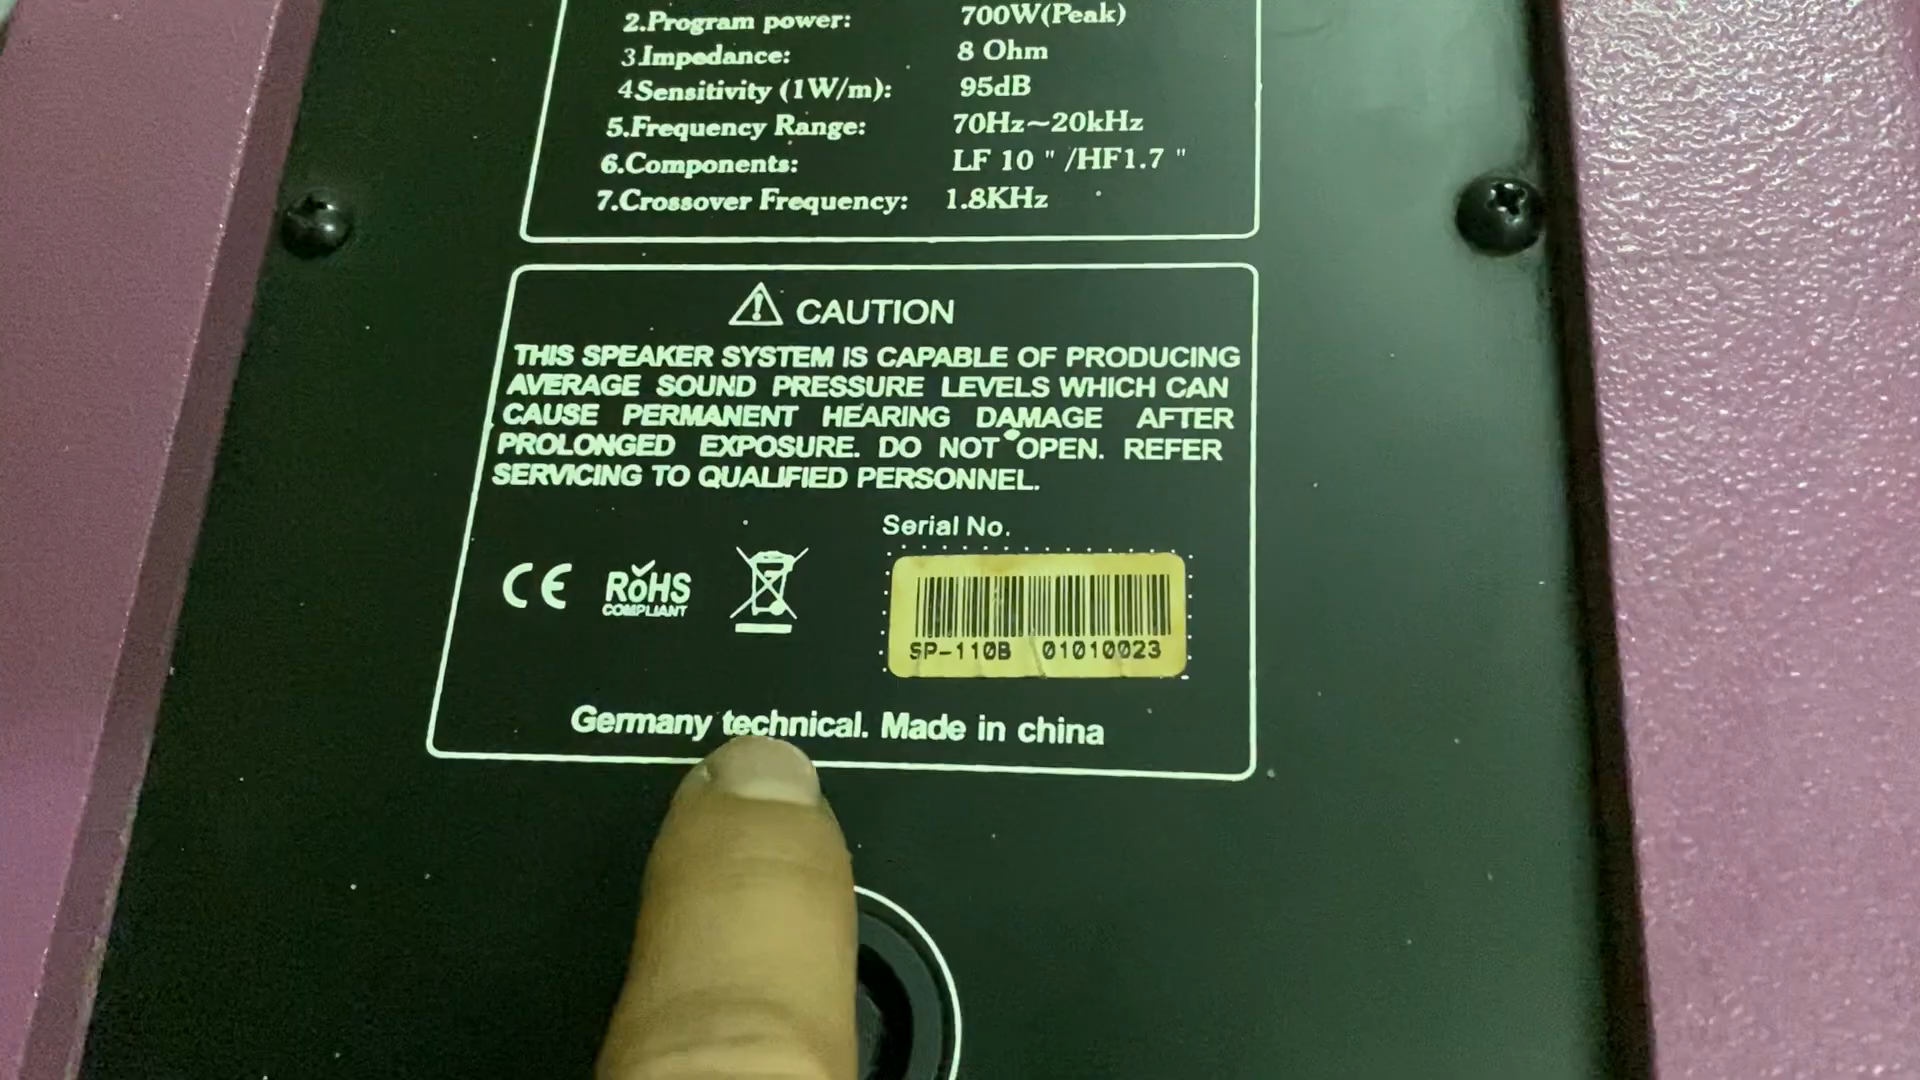 2.Program power: 700W(Peak)
3.Impedance: 8 Ohm
4Sensitivity (1W/m): 95dB
5.Frequency Range: 70Hz~20kHz
6.Components: LF 10 " /HF1.7 "
7.Crossover Frequency: 1.8KHz
CAUTION
THIS SPEAKER SYSTEM IS CAPABLE OF PRODUCING
AVERAGE SOUND PRESSURE LEVELS WHICH CAN
CAUSE PERMANENT HEARING DAMAGE AFTER
PROLONGED EXPOSURE. DO NOT OPEN. REFER
SERVICING TO QUALIFIED PERSONNEL.
Serial No.
CE RoHS
COMPLIANT
SP-110B 01010023
Germany technical. Made in china